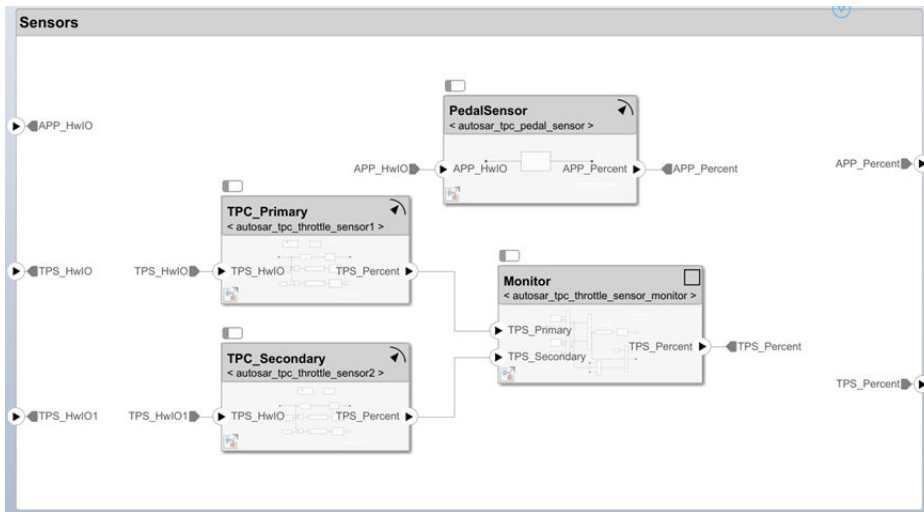 Sensors
APP_HwIO
PedalSensor
< autosar_tpc_pedal_sensor >
APP_HwIO
APP_HwIO
APP_Percent
APP_Percent
APP_Percent
TPC_Primary
< autosar_tpc_throttle_sensor1 >
TPS_HwIO
TPS_HwIO
TPS_HwIO
TPS_Percent
Monitor
< autosar_tpc_throttle_sensor_monitor >
TPS_Primary
TPS_Secondary
TPS_Percent
TPS_Percent
TPS_Percent
TPC_Secondary
< autosar_tpc_throttle_sensor2 >
TPS_HwIO1
TPS_HwIO1
TPS_HwIO
TPS_Percent